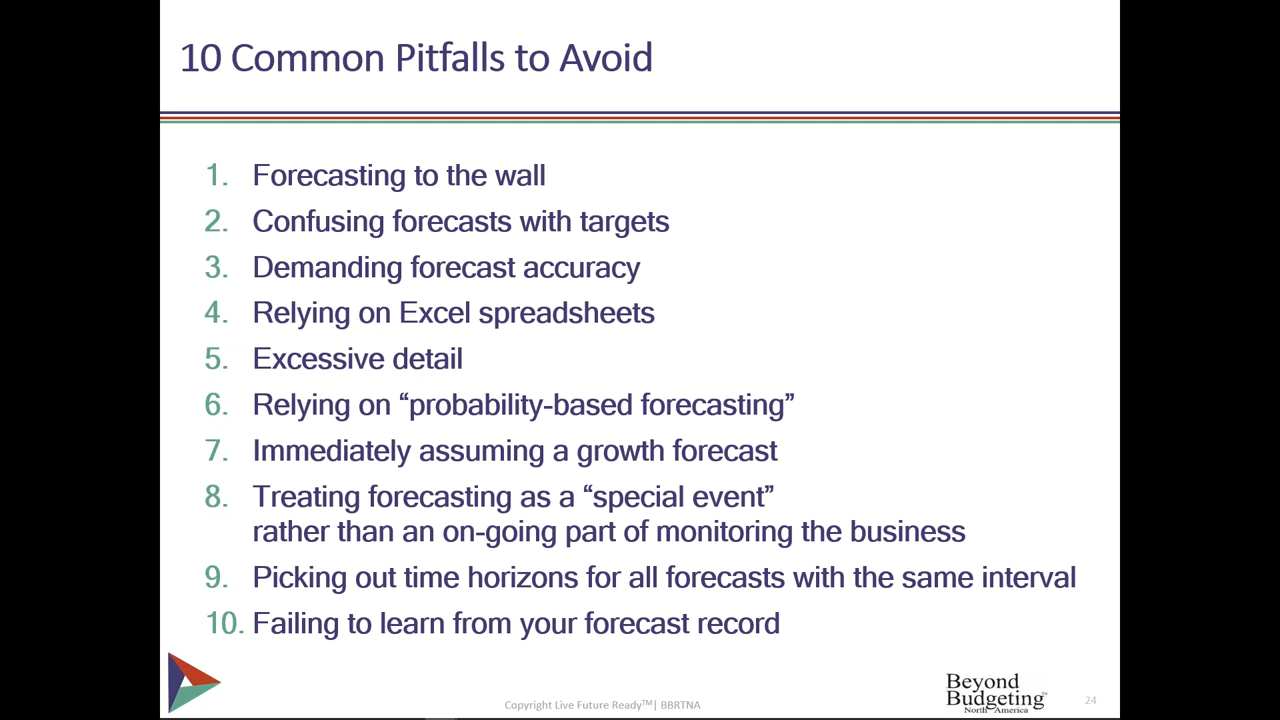 10 Common Pitfalls to Avoid
1. Forecasting to the wall
2. Confusing forecasts with targets
3. Demanding forecast accuracy
4. Relying on Excel spreadsheets
5. Excessive detail
6. Relying on “probability-based forecasting”
7. Immediately assuming a growth forecast
8. Treating forecasting as a “special event”
rather than an on-going part of monitoring the business
9. Picking out time horizons for all forecasts with the same interval
10. Failing to learn from your forecast record
Copyright Live Future Ready™| BBRTNA
Beyond
Budgeting™
North America
24